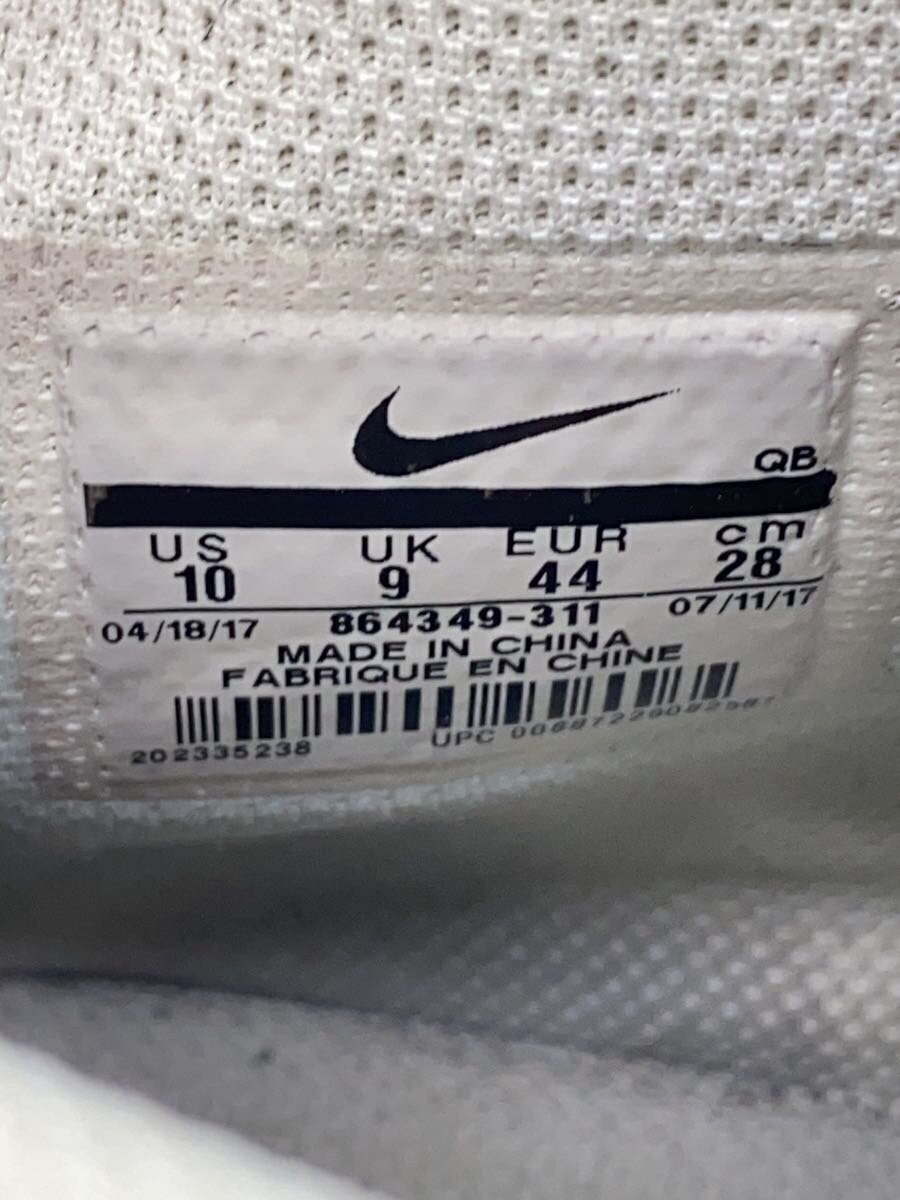 QB
US UK EUR cm
10 9 44 28
04/18/17 864349-311 07/11/17
MADE IN CHINA
FABRIQUE EN CHINE
202335238 UPC